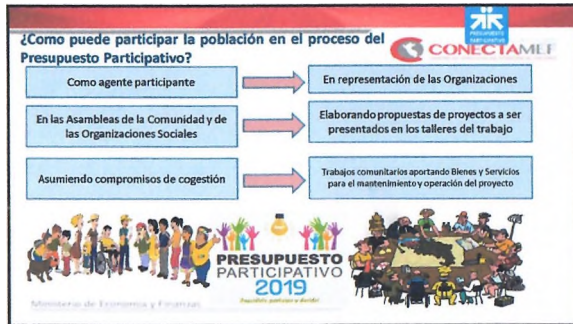 ¿Como puede participar la población en el proceso del
Presupuesto Participativo?
PRESUPUESTO
PARTICIPATIVO
CONECTAMEF
Como agente participante
En representación de las Organizaciones
En las Asambleas de la Comunidad y de
las Organizaciones Sociales
Elaborando propuestas de proyectos a ser
presentados en los talleres del trabajo
Asumiendo compromisos de cogestión
Trabajos comunitarios aportando Bienes y Servicios
para el mantenimiento y operación del proyecto
PRESUPUESTO
PARTICIPATIVO
2019
Ministerio de Economía y Finanzas